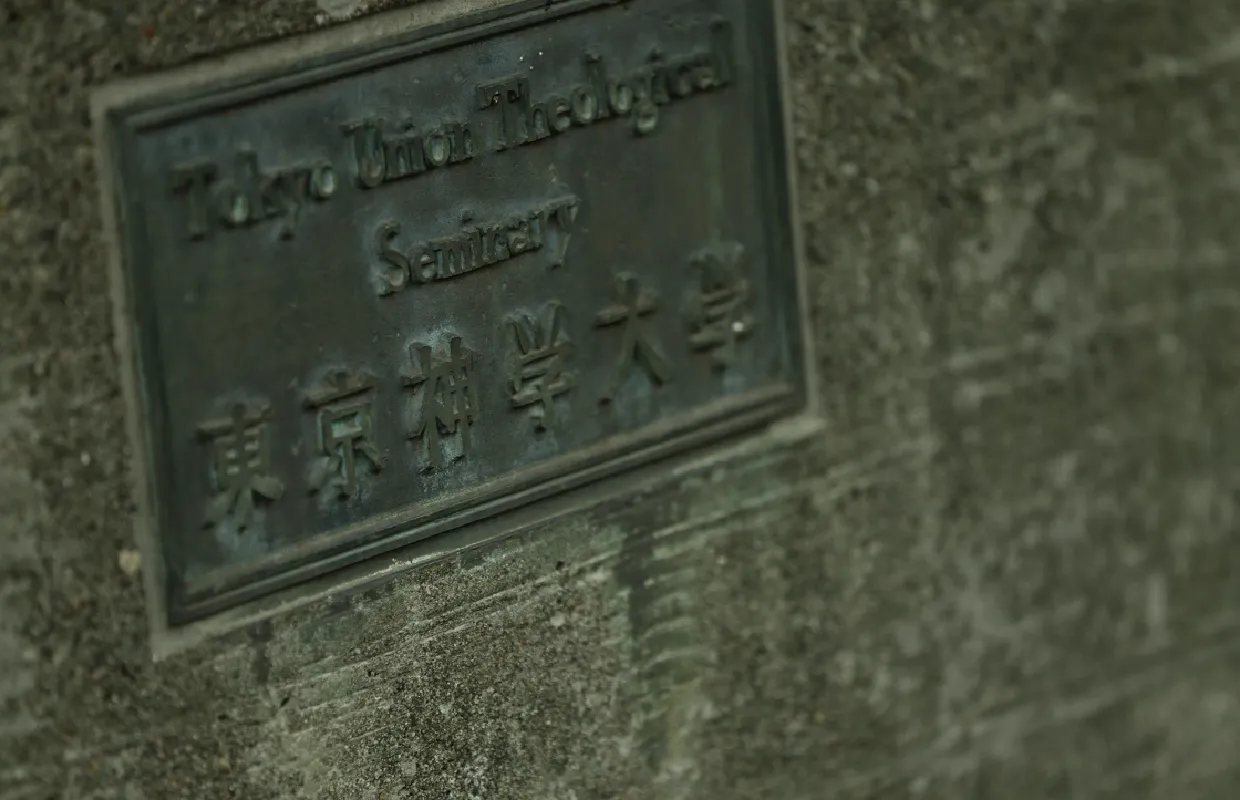 Tokyo Union Theological
Seminary
東京神学大学